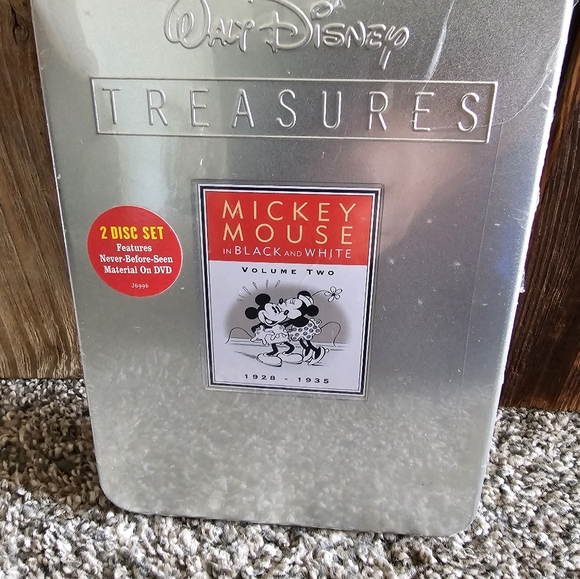 Walt Disney
TREASURES
MICKEY
MOUSE
IN BLACK AND WHITE
VOLUME TWO
1928 - 1935
2 DISC SET
Features
Never-Before-Seen
Material On DVD
J6996